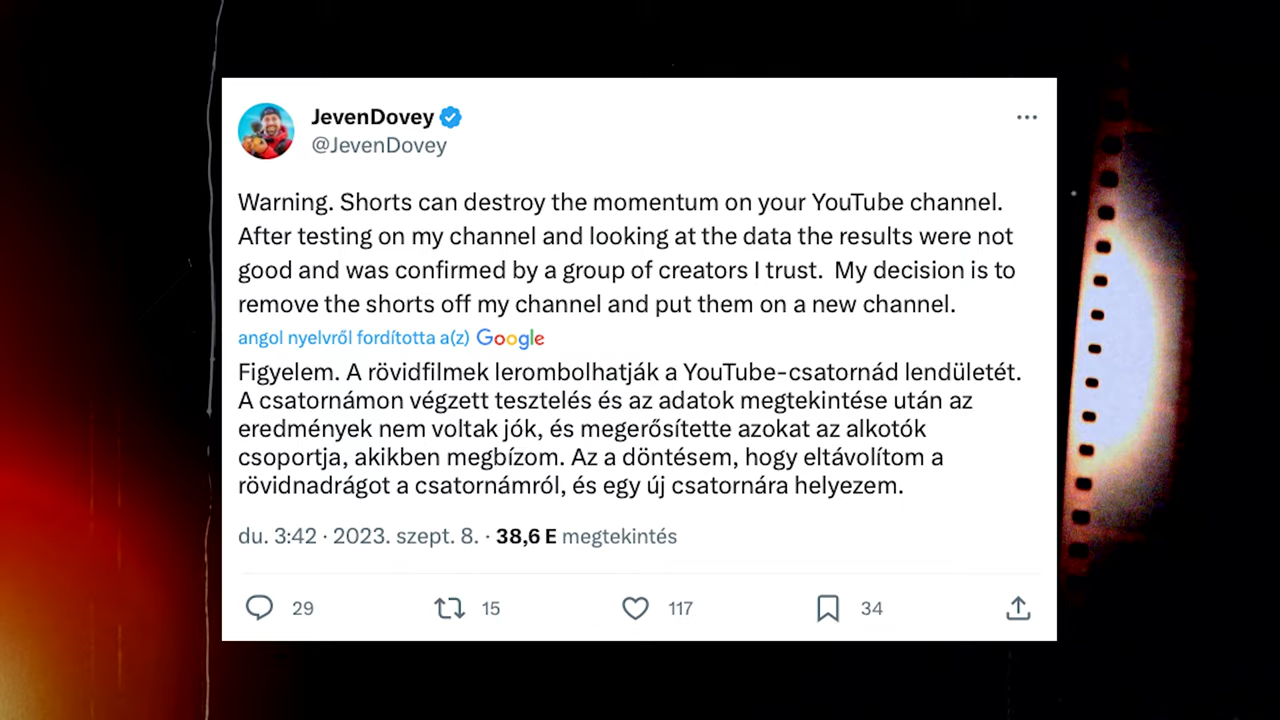 JevenDovey
@JevenDovey
Warning. Shorts can destroy the momentum on your YouTube channel.
After testing on my channel and looking at the data the results were not
good and was confirmed by a group of creators I trust.  My decision is to
remove the shorts off my channel and put them on a new channel.
angol nyelvről fordította a(z) Google
Figyelem. A rövidfilmek lerombolhatják a YouTube-csatornád lendületét.
A csatornámon végzett tesztelés és az adatok megtekintése után az
eredmények nem voltak jók, és megerősítette azokat az alkotók
csoportja, akikben megbízom. Az a döntésem, hogy eltávolítom a
rövidnadrágot a csatornámról, és egy új csatornára helyezem.
du. 3:42 · 2023. szept. 8. · 38,6 E megtekintés
29 15 117 34